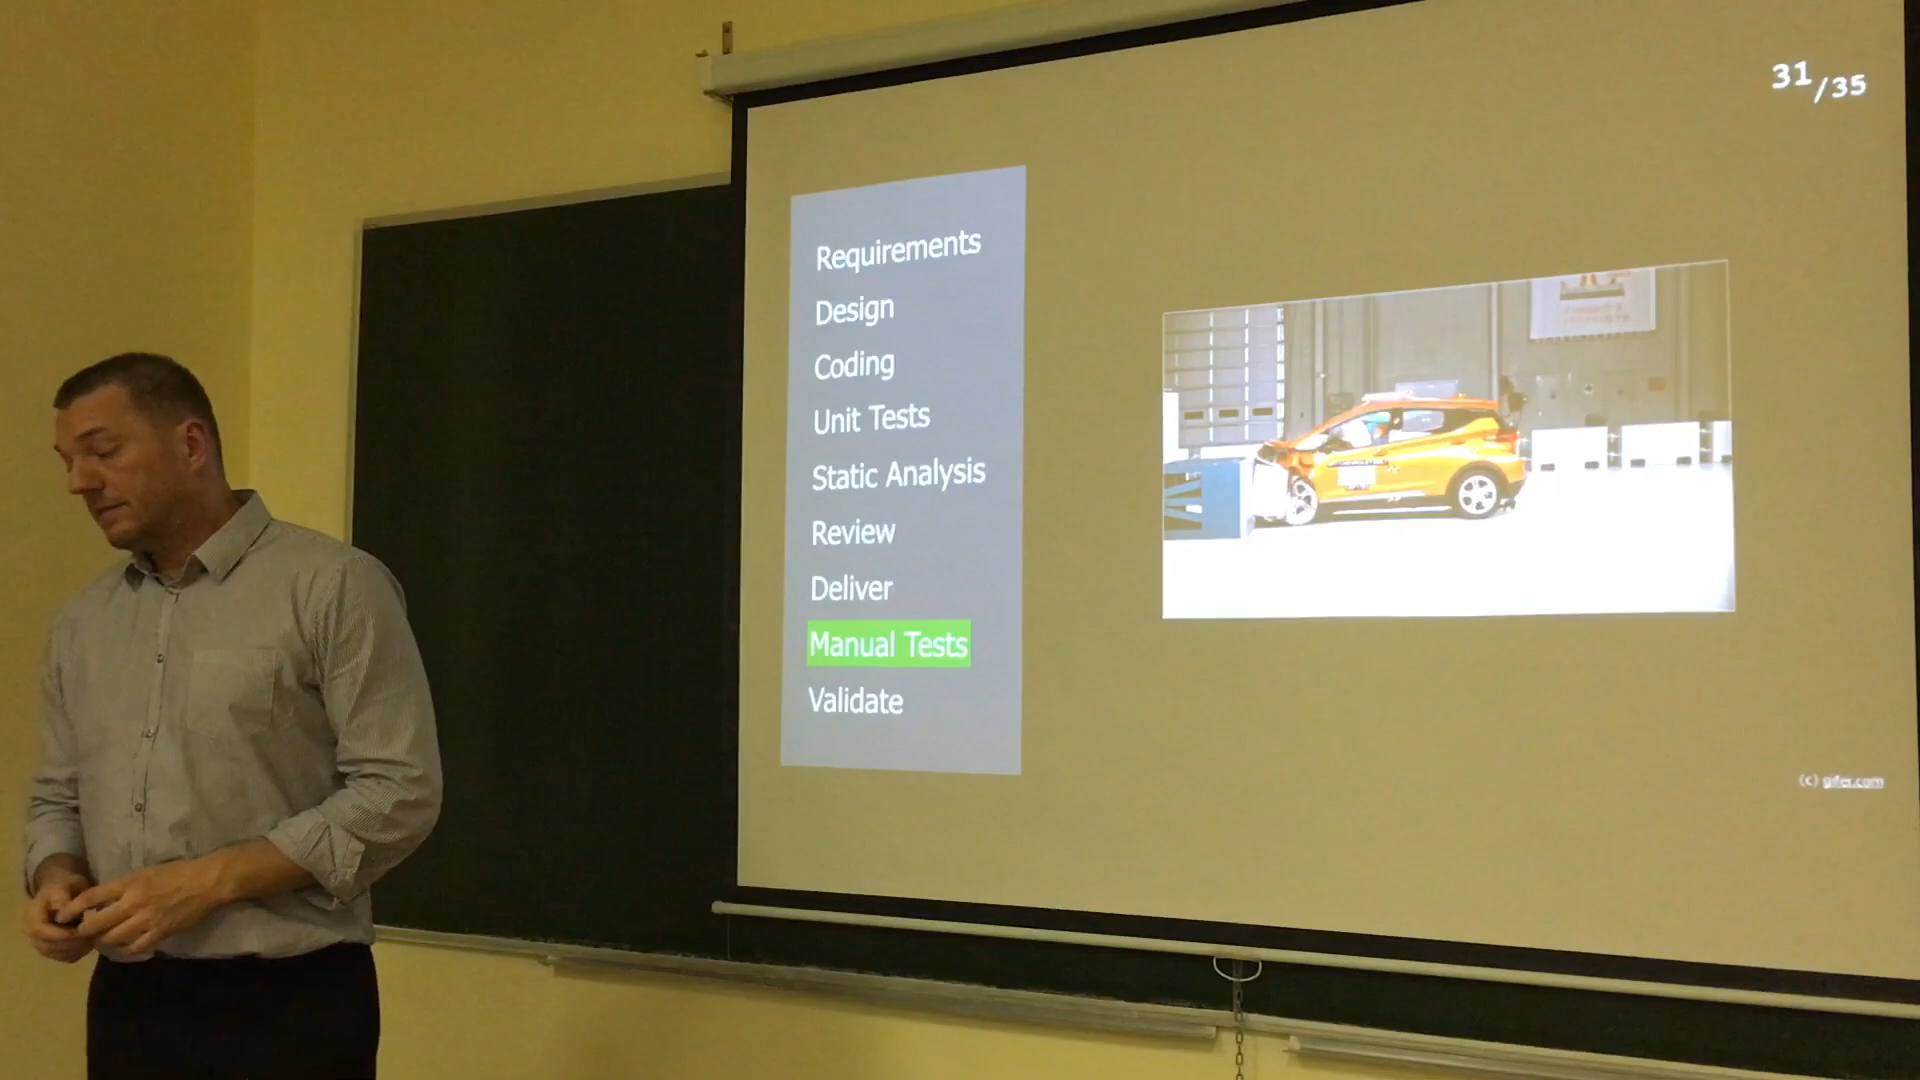 31/35
Requirements
Design
Coding
Unit Tests
Static Analysis
Review
Deliver
Manual Tests
Validate
(c) gifer.com